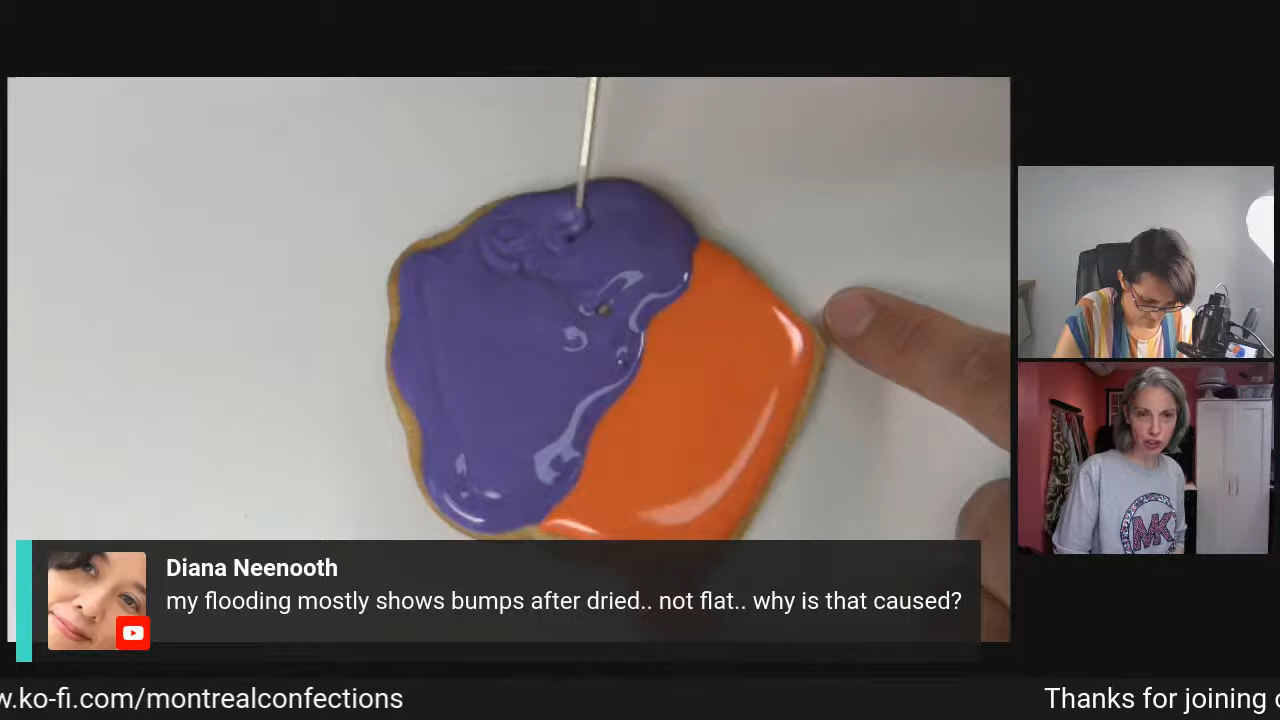 MK
Diana Neenooth
my flooding mostly shows bumps after dried.. not flat.. why is that caused?
w.ko-fi.com/montrealconfections
Thanks for joining